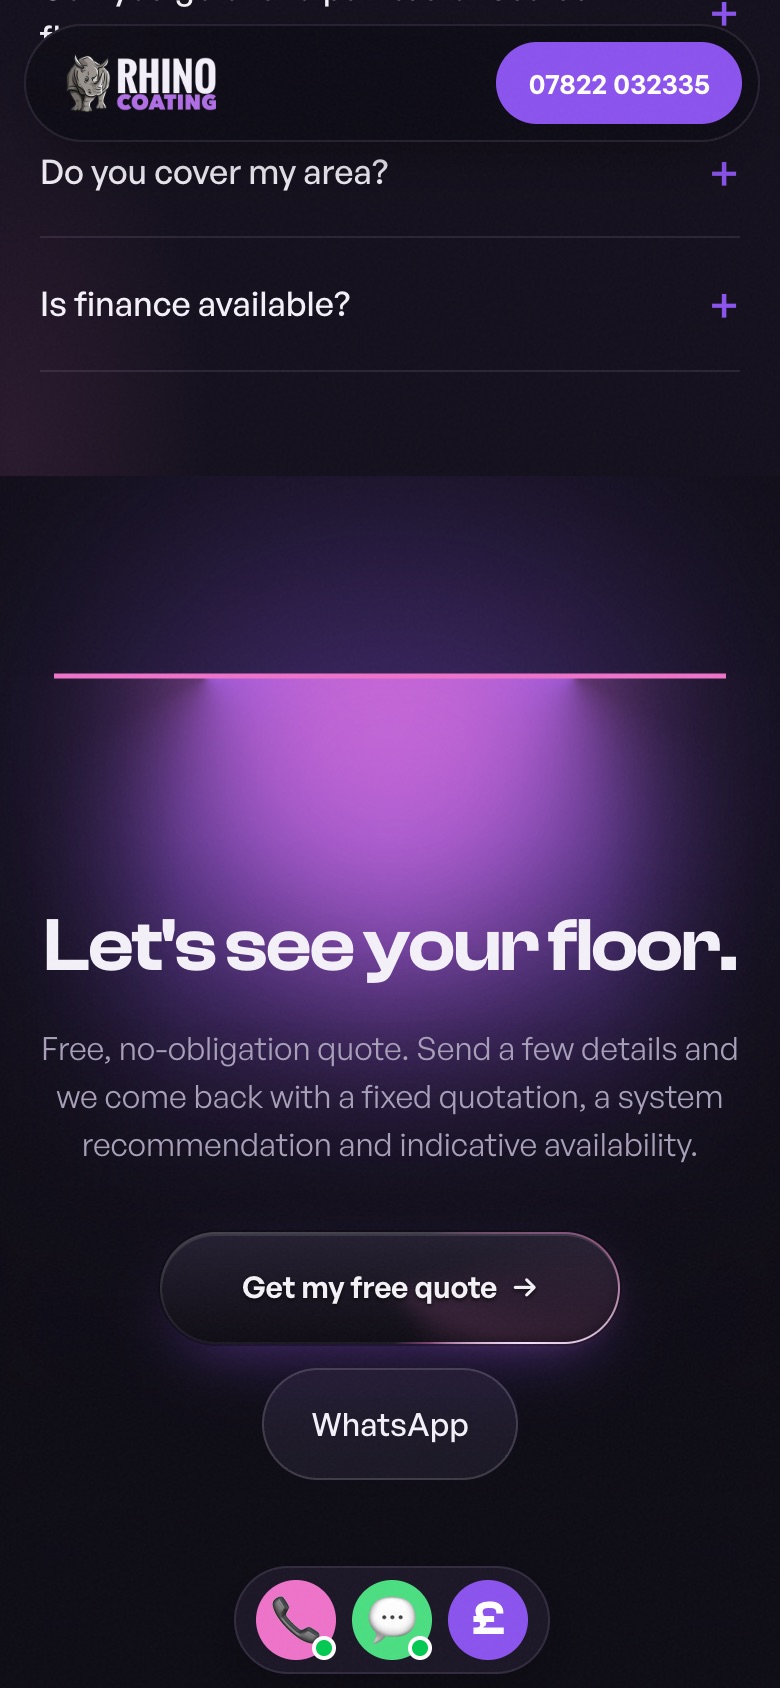 RHINO
COATING
07822 032335
Do you cover my area?
+
Is finance available?
+
Let's see your floor.
Free, no-obligation quote. Send a few details and
we come back with a fixed quotation, a system
recommendation and indicative availability.
Get my free quote →
WhatsApp
£